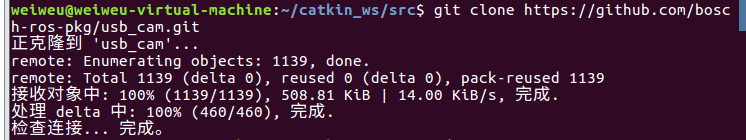 weiweu@weiweu-virtual-machine:~/catkin_ws/src$ git clone https://github.com/bosc
h-ros-pkg/usb_cam.git
正克隆到 'usb_cam'...
remote: Enumerating objects: 1139, done.
remote: Total 1139 (delta 0), reused 0 (delta 0), pack-reused 1139
接收对象中: 100% (1139/1139), 508.81 KiB | 14.00 KiB/s, 完成.
处理 delta 中: 100% (460/460), 完成.
检查连接... 完成。